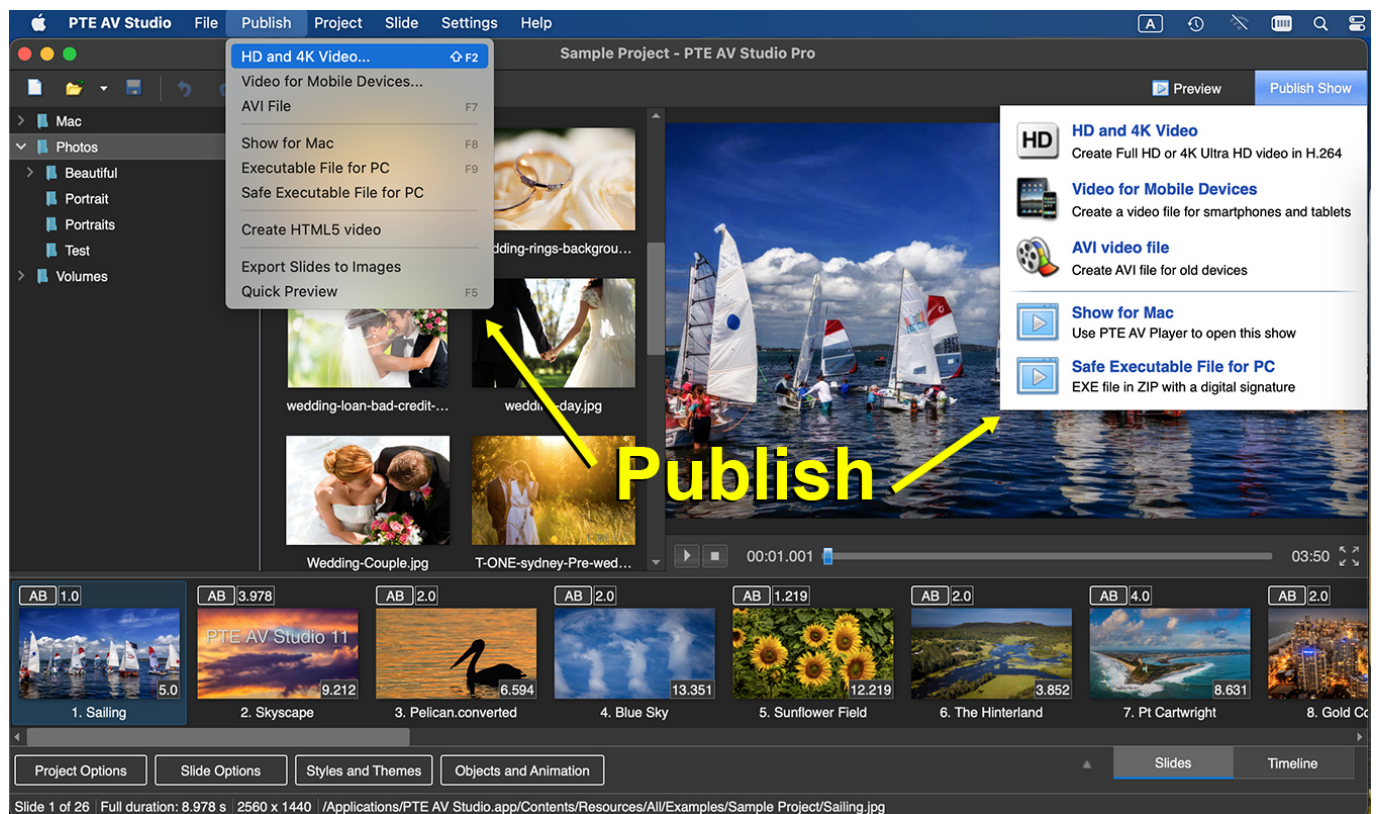 PTE AV Studio File Publish Project Slide Settings Help A
Sample Project - PTE AV Studio Pro
HD and 4K Video... ⇧ F2
Video for Mobile Devices...
AVI File F7
Show for Mac F8
Executable File for PC F9
Safe Executable File for PC
Create HTML5 video
Export Slides to Images
Quick Preview F5
Preview
Publish Show
HD
HD and 4K Video
Create Full HD or 4K Ultra HD video in H.264
Video for Mobile Devices
Create a video file for smartphones and tablets
AVI video file
Create AVI file for old devices
Show for Mac
Use PTE AV Player to open this show
Safe Executable File for PC
EXE file in ZIP with a digital signature
Mac
Photos
Beautiful
Portrait
Portraits
Test
Volumes
dding-rings-backgrou...
wedding-loan-bad-credit-...
wedding-day.jpg
Wedding-Couple.jpg
T-ONE-sydney-Pre-wed...
Publish
00:01.001
03:50
AB 1.0
AB 3.978
AB 2.0
AB 2.0
AB 1.219
AB 2.0
AB 4.0
AB 2.0
PTE AV Studio 11
5.0
9.212
6.594
13.351
12.219
3.852
8.631
1. Sailing
2. Skyscape
3. Pelican.converted
4. Blue Sky
5. Sunflower Field
6. The Hinterland
7. Pt Cartwright
8. Gold Co
Project Options
Slide Options
Styles and Themes
Objects and Animation
Slides
Timeline
Slide 1 of 26 Full duration: 8.978 s 2560 x 1440 /Applications/PTE AV Studio.app/Contents/Resources/All/Examples/Sample Project/Sailing.jpg